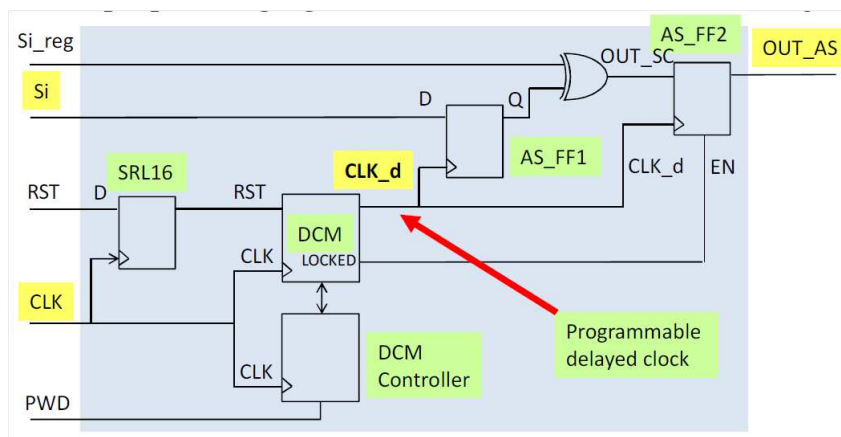 Si_reg
AS_FF2
OUT_SC
OUT_AS
Si
D
Q
AS_FF1
SRL16
CLK_d
CLK_d
EN
RST
D
RST
DCM
CLK
LOCKED
CLK
Programmable
delayed clock
CLK
DCM
Controller
PWD